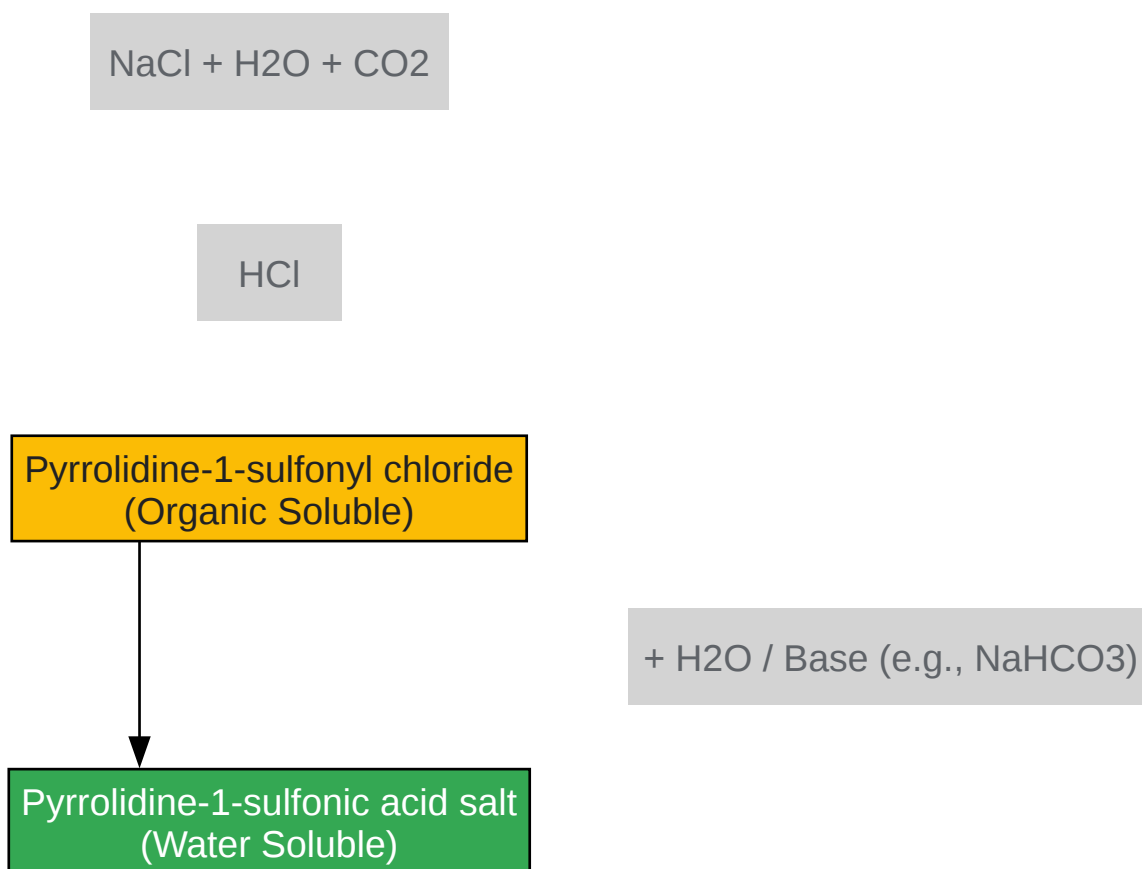 NaCl + H2O + CO2
HCl
Pyrrolidine-1-sulfonyl chloride
(Organic Soluble)
+ H2O / Base (e.g., NaHCO3)
Pyrrolidine-1-sulfonic acid salt
(Water Soluble)